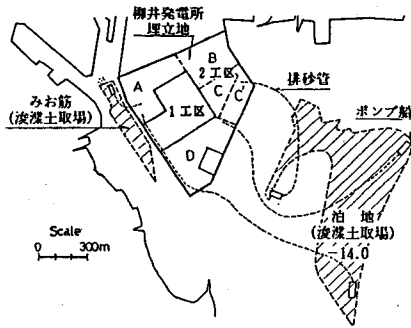 柳井発電所
埋立地
B
2工区
A
C
C'
排砂管
みお筋
(浚渫土取場)
1工区
ポンプ船
D
泊地
(浚渫土取場)
-14.0
Scale
0 300m